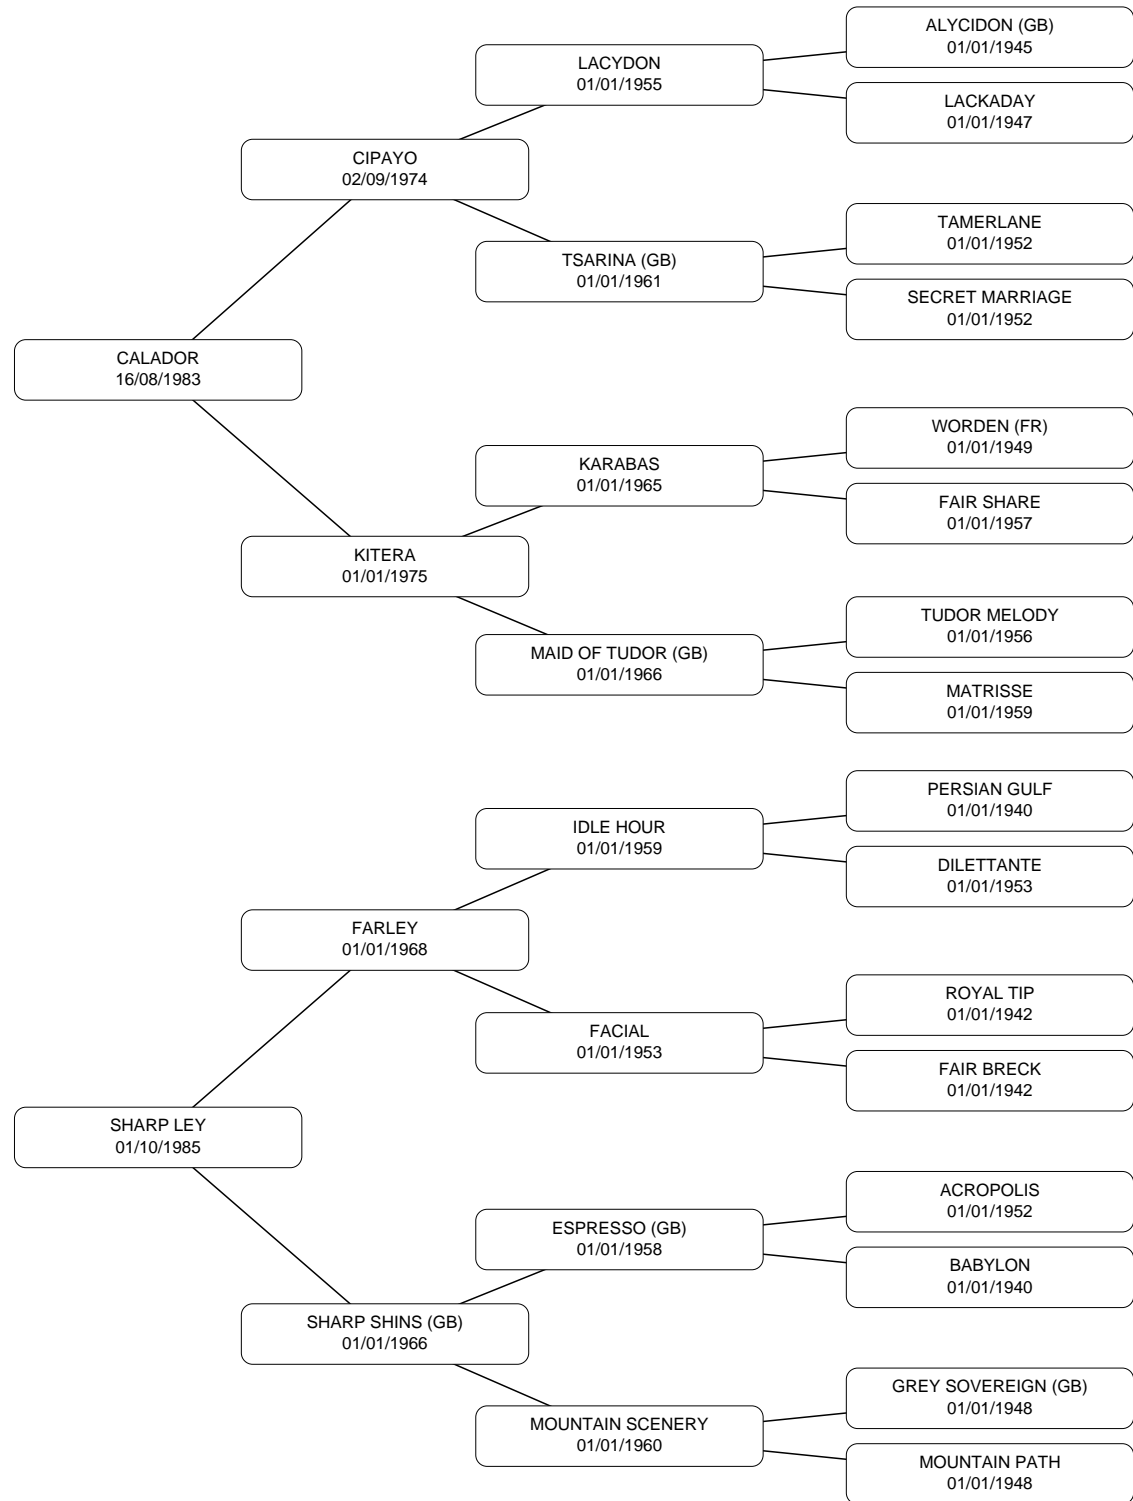 ALYCIDON (GB)
01/01/1945
LACYDON
01/01/1955
LACKADAY
01/01/1947
CIPAYO
02/09/1974
TAMERLANE
01/01/1952
TSARINA (GB)
01/01/1961
SECRET MARRIAGE
01/01/1952
CALADOR
16/08/1983
WORDEN (FR)
01/01/1949
KARABAS
01/01/1965
FAIR SHARE
01/01/1957
KITERA
01/01/1975
TUDOR MELODY
01/01/1956
MAID OF TUDOR (GB)
01/01/1966
MATRISSE
01/01/1959
PERSIAN GULF
01/01/1940
IDLE HOUR
01/01/1959
DILETTANTE
01/01/1953
FARLEY
01/01/1968
ROYAL TIP
01/01/1942
FACIAL
01/01/1953
FAIR BRECK
01/01/1942
SHARP LEY
01/10/1985
ACROPOLIS
01/01/1952
ESPRESSO (GB)
01/01/1958
BABYLON
01/01/1940
SHARP SHINS (GB)
01/01/1966
GREY SOVEREIGN (GB)
01/01/1948
MOUNTAIN SCENERY
01/01/1960
MOUNTAIN PATH
01/01/1948